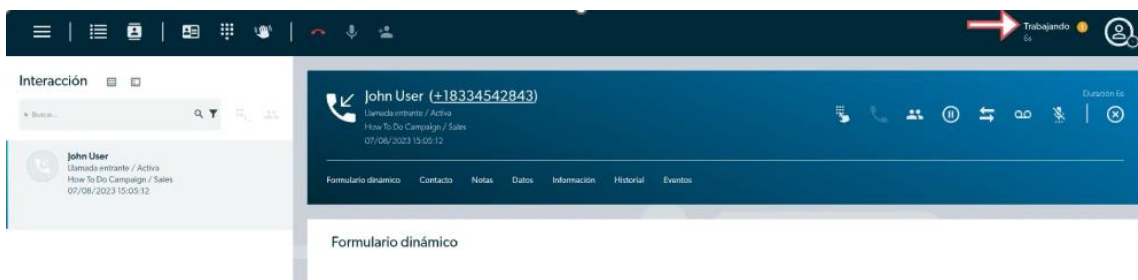 Trabajando
6s
Interacción
Buscar...
John User
Llamada entrante / Activa
How To Do Campaign / Sales
07/08/2023 15:05:12
John User (+18334542843)
Duración 6s
Llamada entrante / Activa
How To Do Campaign / Sales
07/08/2023 15:05:12
Formulario dinámico Contacto Notas Datos Información Historial Eventos
Formulario dinámico